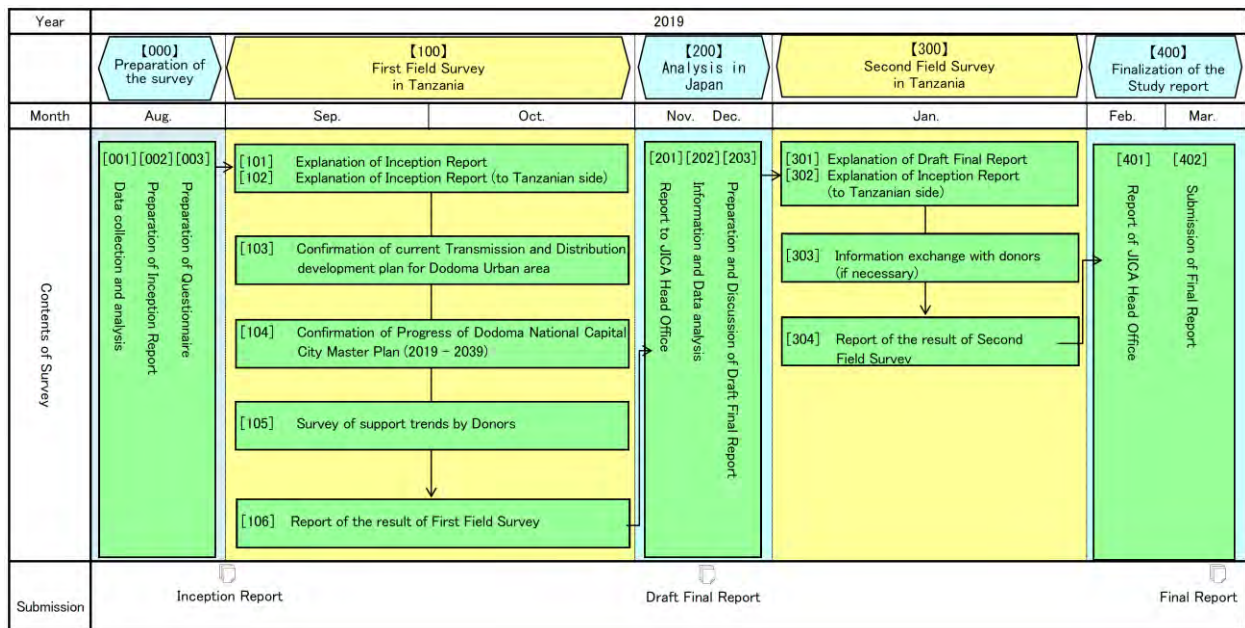 Year
2019
【000】
Preparation of
the survey
【100】
First Field Survey
in Tanzania
【200】
Analysis in
Japan
【300】
Second Field Survey
in Tanzania
【400】
Finalization of the
Study report
Month
Aug.
Sep.
Oct.
Nov.
Dec.
Jan.
Feb.
Mar.
Contents of Survey
[001] [002] [003]
Data collection and analysis
Preparation of Inception Report
Preparation of Questionnaire
[101] Explanation of Inception Report
[102] Explanation of Inception Report (to Tanzanian side)
[103] Confirmation of current Transmission and Distribution
development plan for Dodoma Urban area
[104] Confirmation of Progress of Dodoma National Capital
City Master Plan (2019 - 2039)
[105] Survey of support trends by Donors
[106] Report of the result of First Field Survey
[201] [202] [203]
Report to JICA Head Office
Information and Data analysis
Preparation and Discussion of Draft Final Report
[301] Explanation of Draft Final Report
[302] Explanation of Inception Report
(to Tanzanian side)
[303] Information exchange with donors
(if necessary)
[304] Report of the result of Second
Field Survey
[401] [402]
Report of JICA Head Office
Submission of Final Report
Submission
Inception Report
Draft Final Report
Final Report